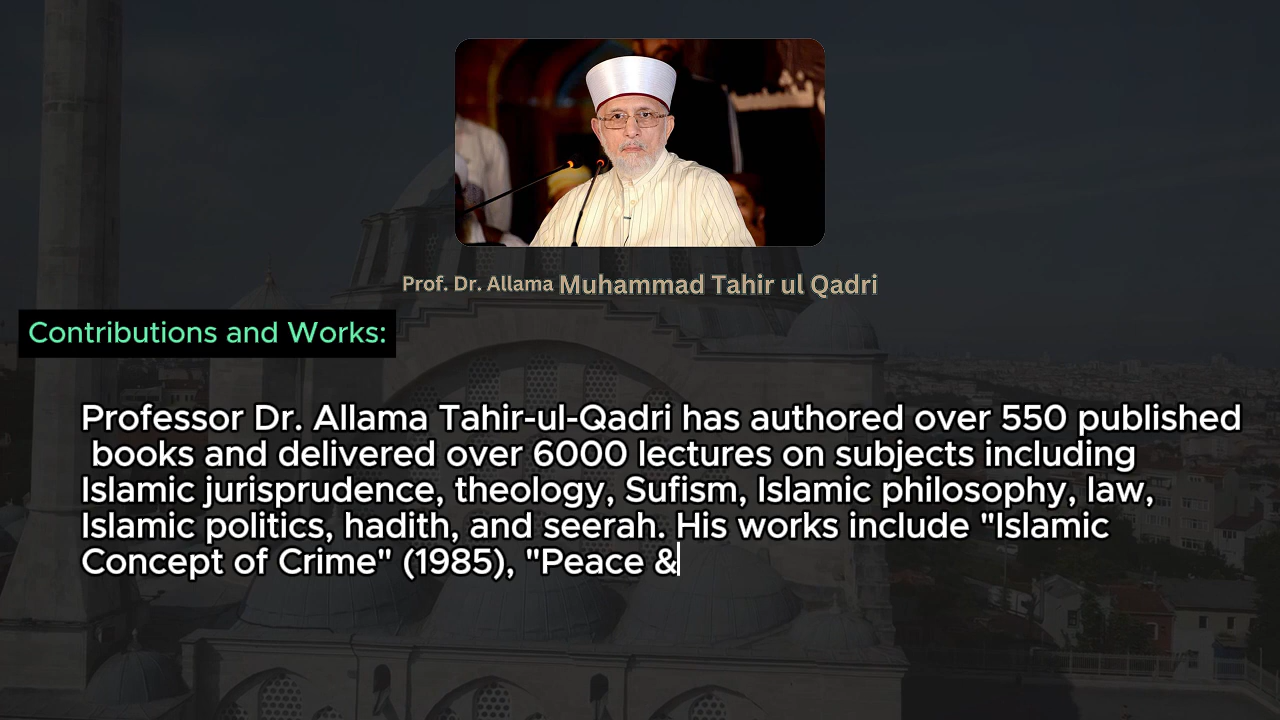 Prof. Dr. Allama Muhammad Tahir ul Qadri
Contributions and Works:
Professor Dr. Allama Tahir-ul-Qadri has authored over 550 published
books and delivered over 6000 lectures on subjects including
Islamic jurisprudence, theology, Sufism, Islamic philosophy, law,
Islamic politics, hadith, and seerah. His works include "Islamic
Concept of Crime" (1985), "Peace &